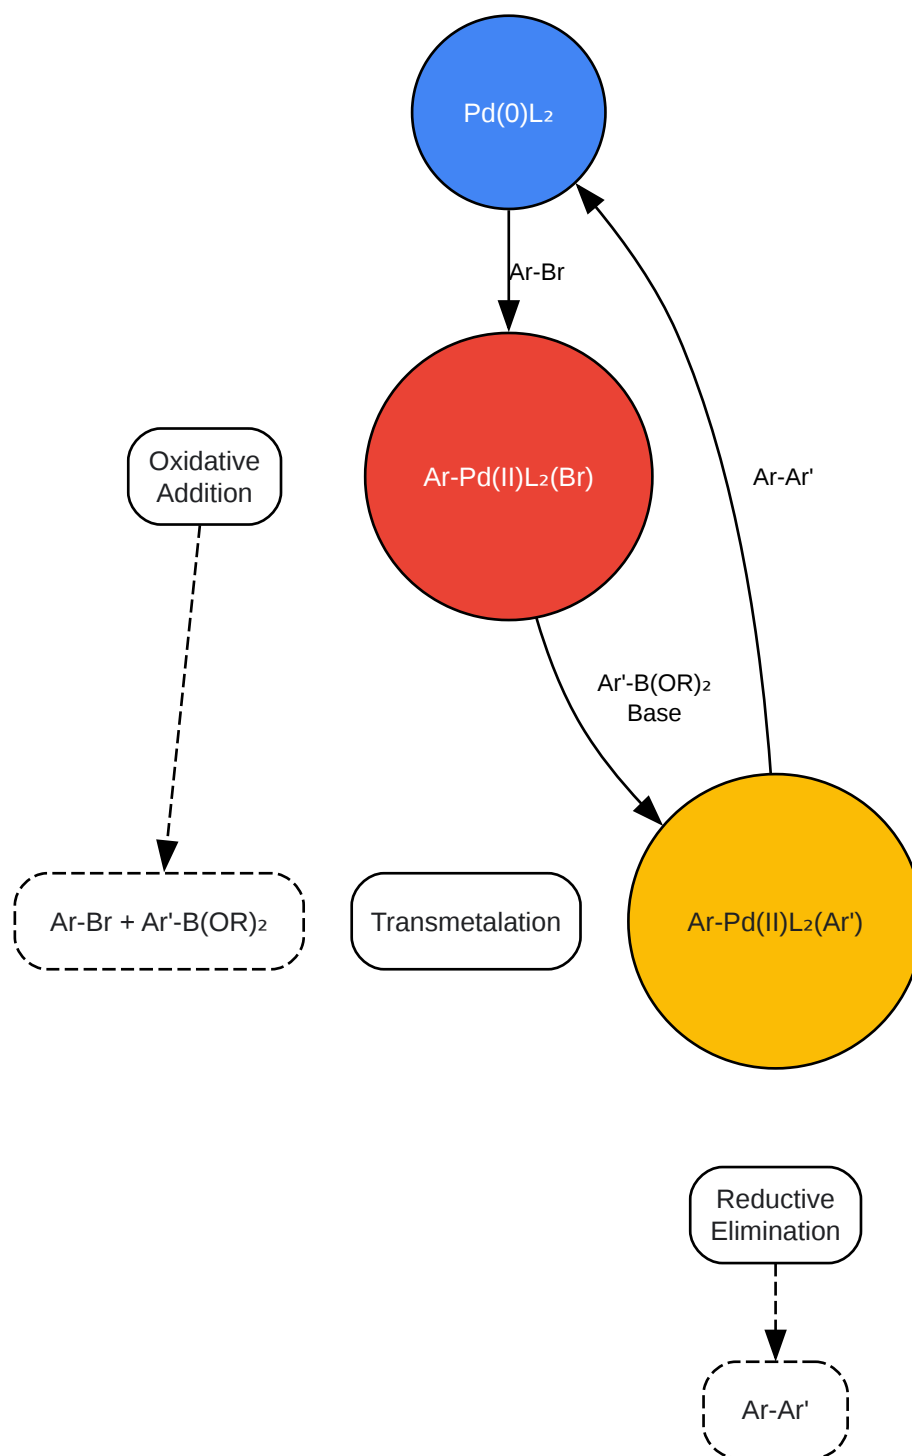 Pd(0)L₂
Ar-Br
Oxidative
Addition
Ar-Pd(II)L₂(Br)
Ar-Ar'
Ar'-B(OR)₂
Base
Ar-Br + Ar'-B(OR)₂
Transmetalation
Ar-Pd(II)L₂(Ar')
Reductive
Elimination
Ar-Ar'